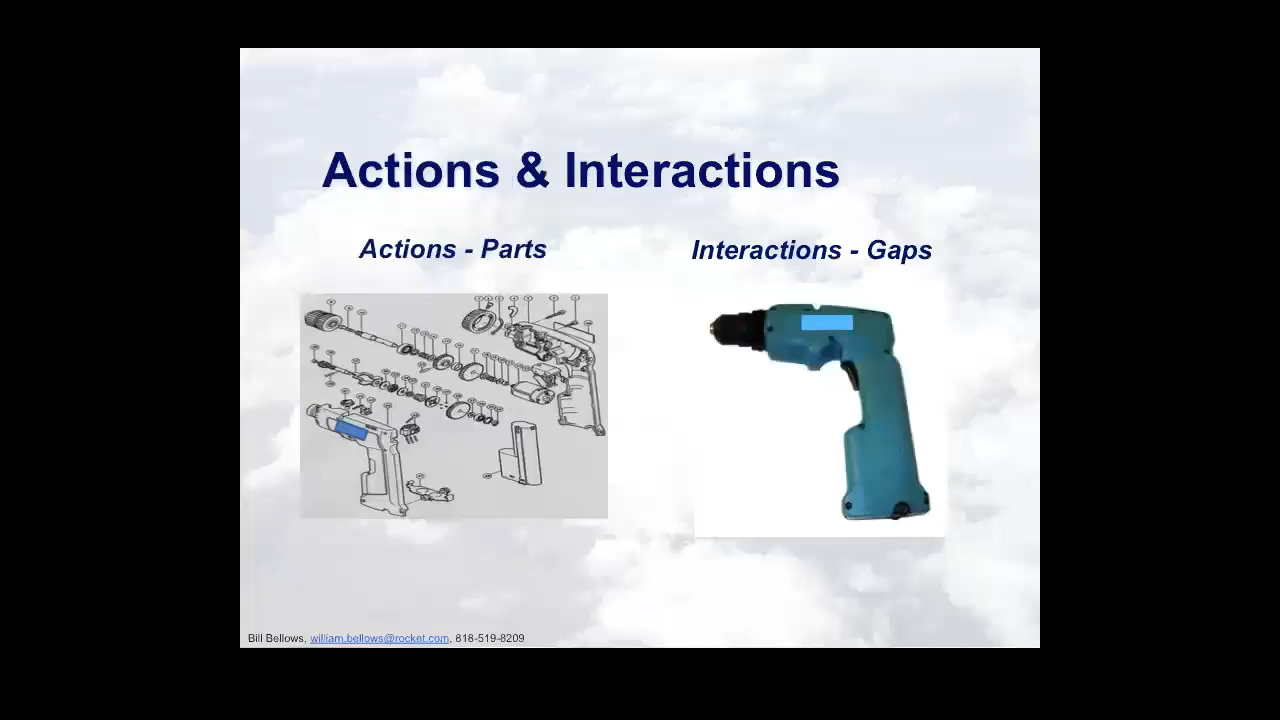 Actions & Interactions
Actions - Parts
Interactions - Gaps
Bill Bellows, william.bellows@rocket.com, 818-519-8209